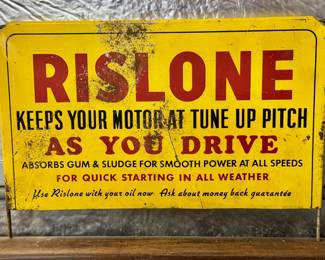 RISLONE
KEEPS YOUR MOTOR AT TUNE UP PITCH
AS YOU DRIVE
ABSORBS GUM & SLUDGE FOR SMOOTH POWER AT ALL SPEEDS
FOR QUICK STARTING IN ALL WEATHER
Use Rislone with your oil now Ask about money back guarantee